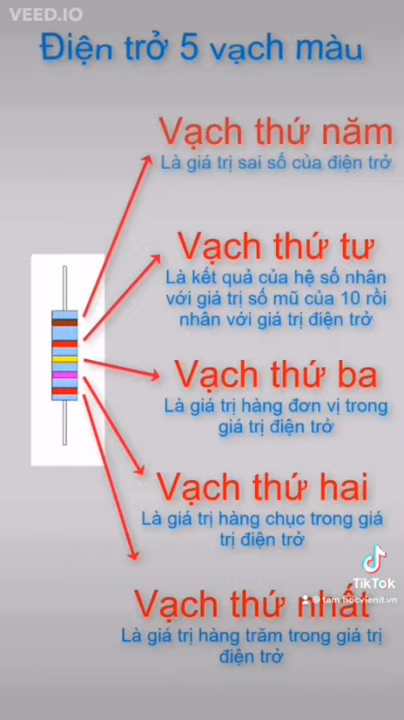 VEED.IO
Điện trở 5 vạch màu
Vạch thứ năm
Là giá trị sai số của điện trở
Vạch thứ tư
Là kết quả của hệ số nhân
với giá trị số mũ của 10 rồi
nhân với giá trị điện trở
Vạch thứ ba
Là giá trị hàng đơn vị trong
giá trị điện trở
Vạch thứ hai
Là giá trị hàng chục trong giá
trị điện trở
TikTok
Vạch thứ nhất
Là giá trị hàng trăm trong giá
điện trở